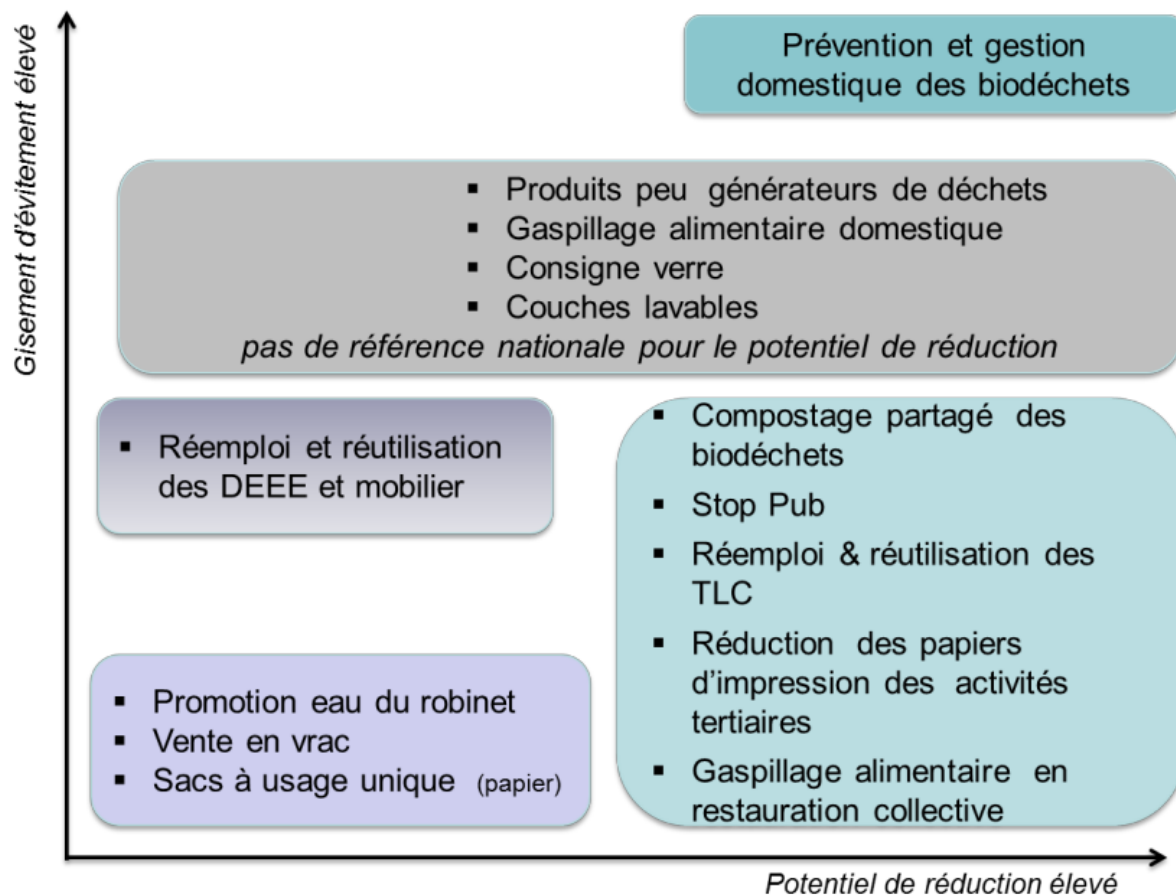 Gisement d'évitement élevé
Prévention et gestion
domestique des biodéchets
▪ Produits peu générateurs de déchets
▪ Gaspillage alimentaire domestique
▪ Consigne verre
▪ Couches lavables
pas de référence nationale pour le potentiel de réduction
▪ Réemploi et réutilisation
des DEEE et mobilier
▪ Compostage partagé des
biodéchets
▪ Stop Pub
▪ Réemploi & réutilisation des
TLC
▪ Réduction des papiers
d'impression des activités
tertiaires
▪ Gaspillage alimentaire en
restauration collective
▪ Promotion eau du robinet
▪ Vente en vrac
▪ Sacs à usage unique (papier)
Potentiel de réduction élevé